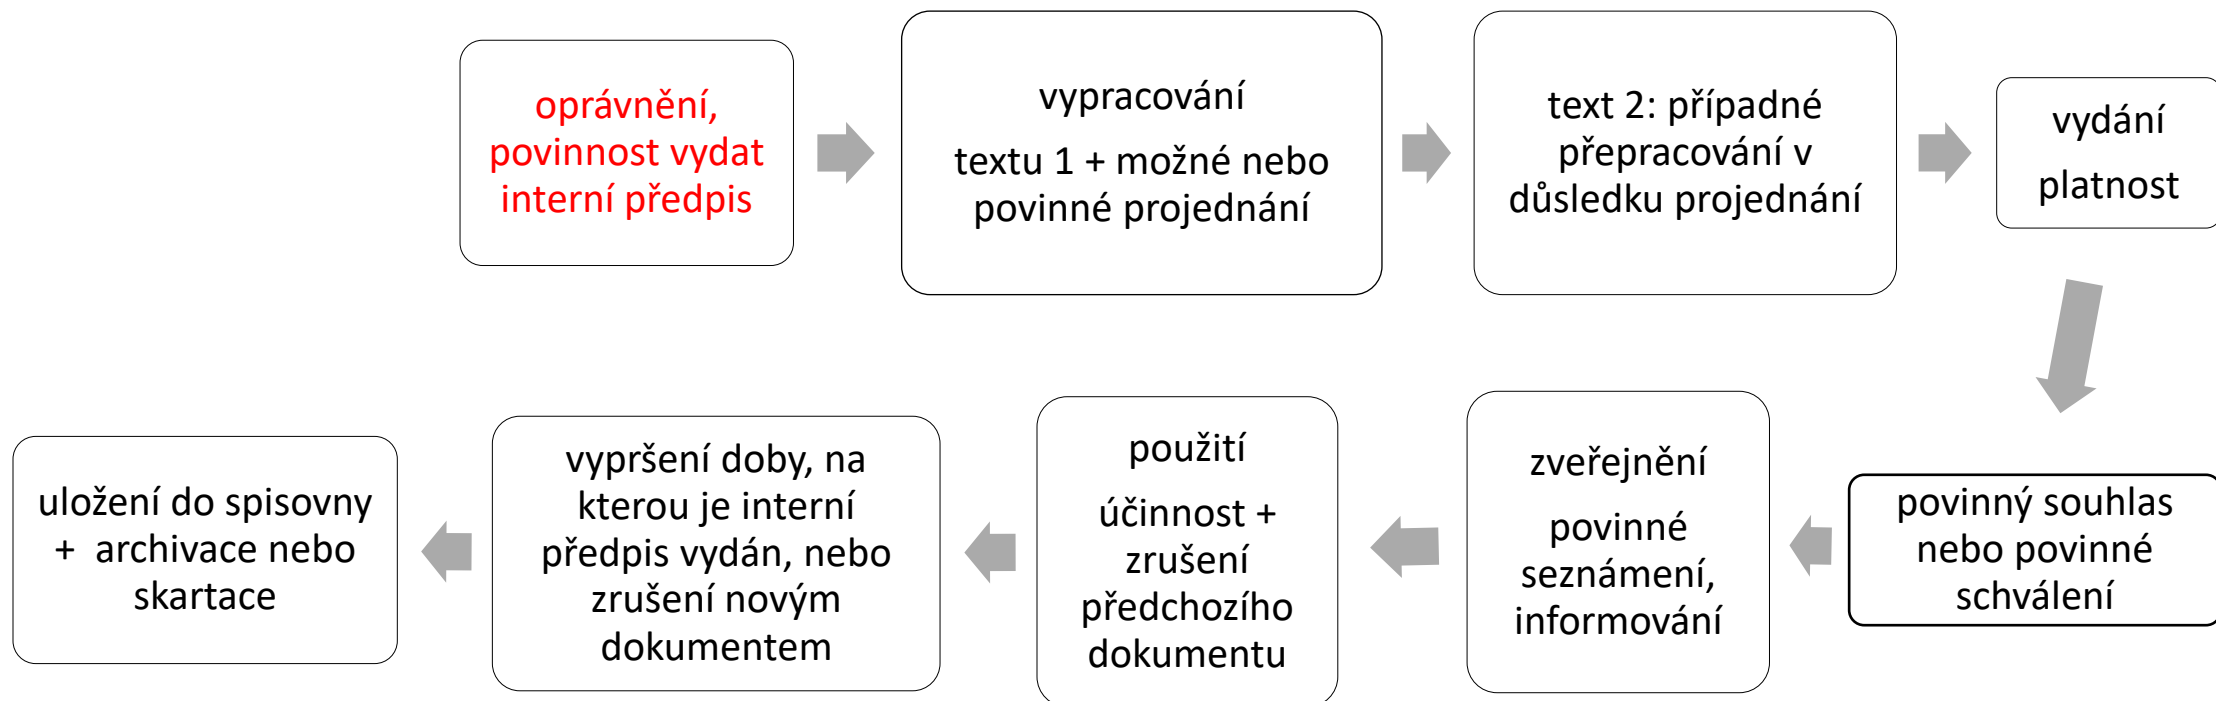 oprávnění,
povinnost vydat
interní předpis
vypracování
textu 1 + možné nebo
povinné projednání
text 2: případné
přepracování v
důsledku projednání
vydání
platnost
povinný souhlas
nebo povinné
schválení
zveřejnění
povinné
seznámení,
informování
použití
účinnost +
zrušení
předchozího
dokumentu
vypršení doby, na
kterou je interní
předpis vydán, nebo
zrušení novým
dokumentem
uložení do spisovny
+ archivace nebo
skartace